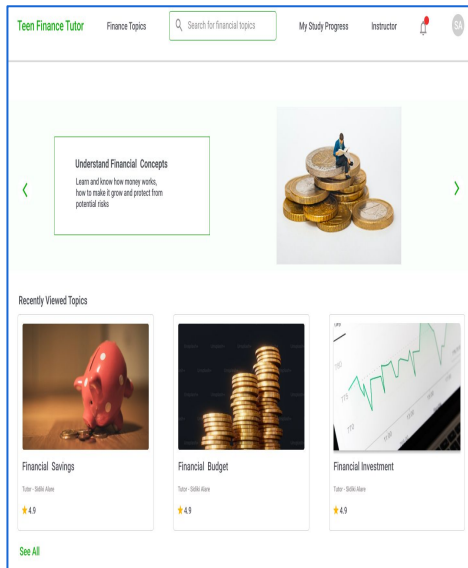 Teen Finance Tutor
Finance Topics
Search for financial topics
My Study Progress
Instructor
SA
Understand Financial Concepts
Learn and know how money works,
how to make it grow and protect from
potential risks
Recently Viewed Topics
Financial Savings
Tutor - Sidiki Alare
4.9
Financial Budget
Tutor - Sidiki Alare
4.9
Financial Investment
Tutor - Sidiki Alare
4.9
See All